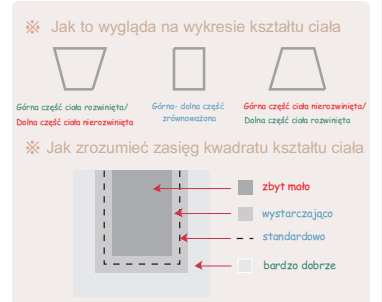 ※ Jak to wygląda na wykresie kształtu ciała
Górna część ciała rozwinięta/
Dolna część ciała nierozwinięta
Górna- dolna część
zrównoważona
Górna część ciała nierozwinięta/
Dolna część ciała rozwinięta
※ Jak zrozumieć zasięg kwadratu kształtu ciała
zbyt mało
wystarczająco
standardowo
bardzo dobrze